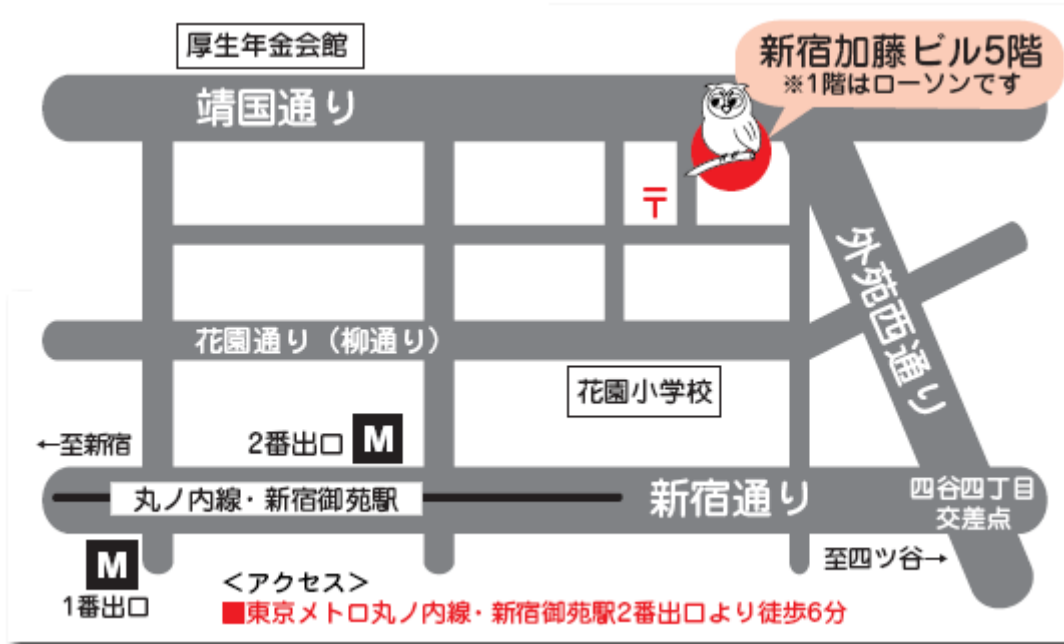 厚生年金会館
新宿加藤ビル5階
※1階はローソンです
靖国通り
〒
外苑西通り
花園通り（柳通り）
花園小学校
←至新宿
2番出口
M
丸ノ内線・新宿御苑駅
新宿通り
四谷四丁目
交差点
M
1番出口
至四ツ谷→
＜アクセス＞
■東京メトロ丸ノ内線・新宿御苑駅2番出口より徒歩6分